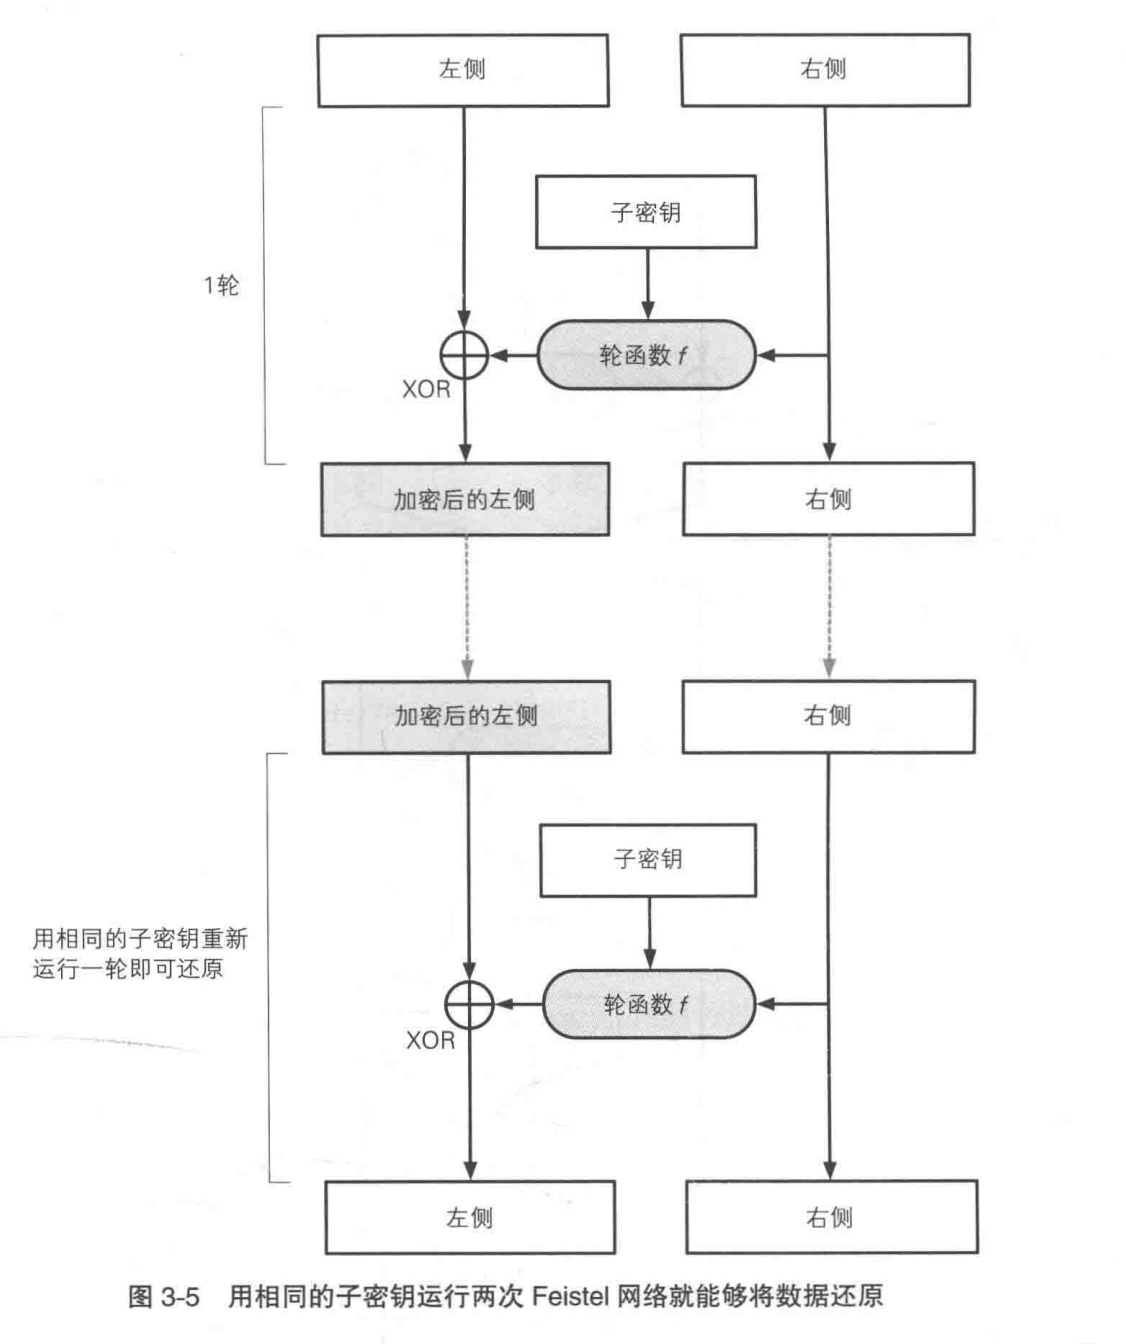 左侧
右侧
子密钥
1轮
轮函数 f
XOR
加密后的左侧
右侧
加密后的左侧
右侧
子密钥
用相同的子密钥重新
运行一轮即可还原
轮函数 f
XOR
左侧
右侧
图 3-5 用相同的子密钥运行两次 Feistel 网络就能够将数据还原